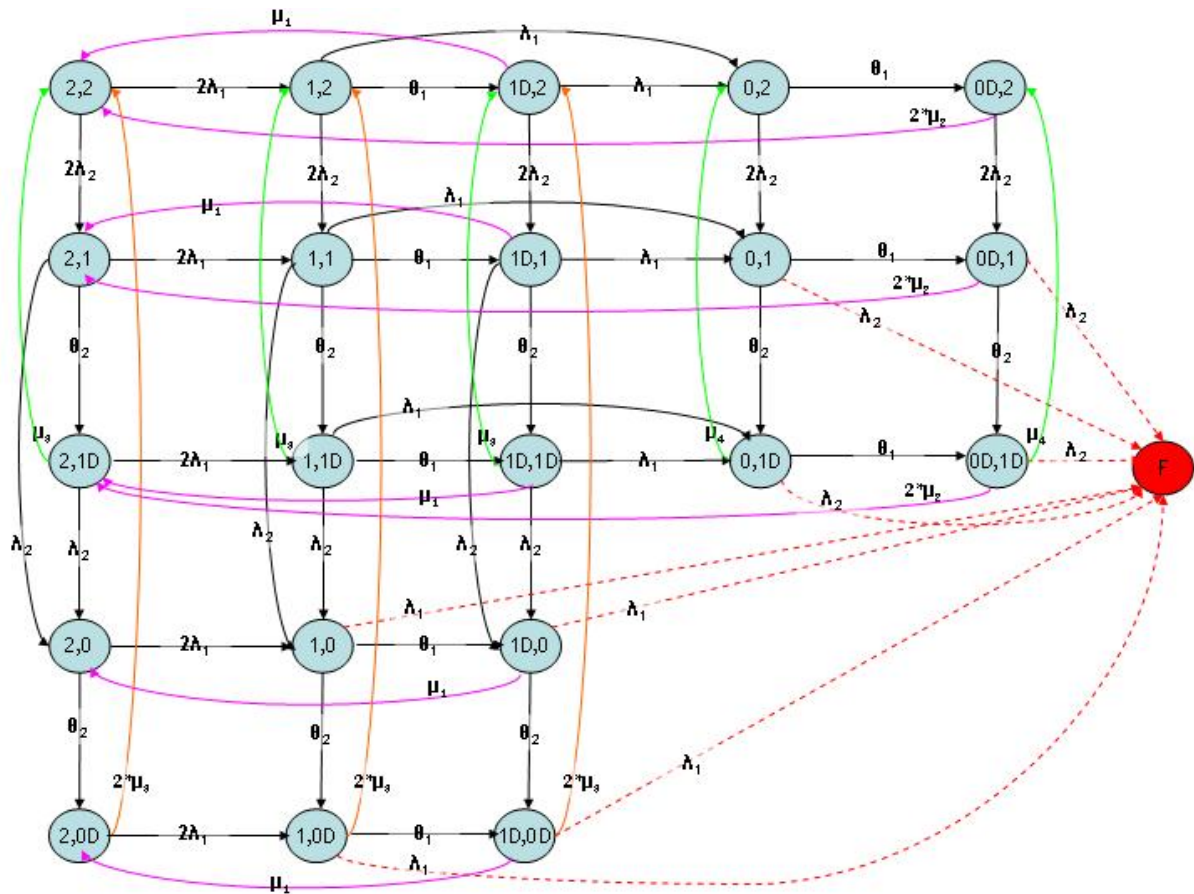 μ₁ λ₁
2,2 2λ₁ 1,2 θ₁ 1D,2 λ₁ 0,2 θ₁ 0D,2
2*μ₂
2λ₂ 2λ₂ 2λ₂ 2λ₂ 2λ₂
μ₁ λ₁
2,1 2λ₁ 1,1 θ₁ 1D,1 λ₁ 0,1 θ₁ 0D,1
2*μ₂
λ₂ λ₂
θ₂ θ₂ θ₂ θ₂ θ₂
λ₁
μ₃ μ₃ μ₃ μ₄ μ₄
2,1D 2λ₁ 1,1D θ₁ 1D,1D λ₁ 0,1D θ₁ 0D,1D λ₂ F
μ₁ λ₂ 2*μ₂
λ₂ λ₂ λ₂ λ₂ λ₂ λ₂
λ₁ λ₁
2,0 2λ₁ 1,0 θ₁ 1D,0
μ₁
θ₂ θ₂ θ₂
λ₁
2*μ₃ 2*μ₃ 2*μ₃
2,0D 2λ₁ 1,0D θ₁ 1D,0D
λ₁
μ₁